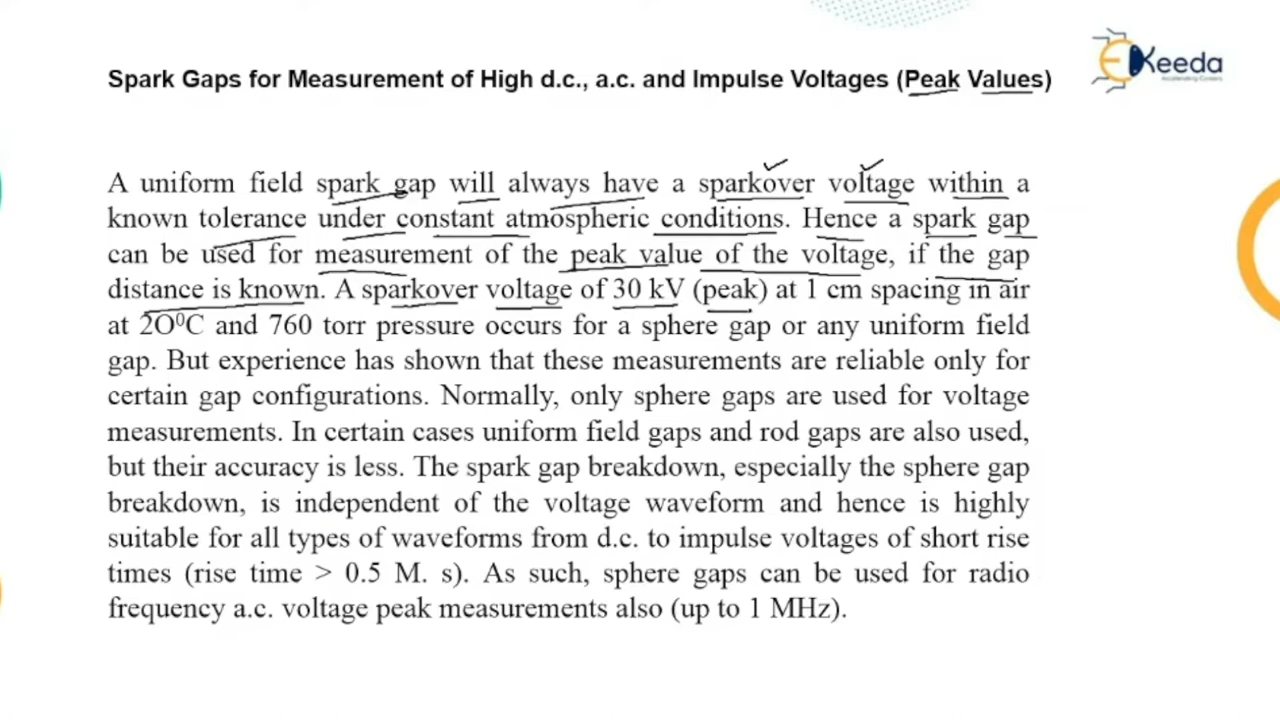 Spark Gaps for Measurement of High d.c., a.c. and Impulse Voltages (Peak Values)
EKeeda
A uniform field spark gap will always have a sparkover voltage within a
known tolerance under constant atmospheric conditions. Hence a spark gap
can be used for measurement of the peak value of the voltage, if the gap
distance is known. A sparkover voltage of 30 kV (peak) at 1 cm spacing in air
at 2O⁰C and 760 torr pressure occurs for a sphere gap or any uniform field
gap. But experience has shown that these measurements are reliable only for
certain gap configurations. Normally, only sphere gaps are used for voltage
measurements. In certain cases uniform field gaps and rod gaps are also used,
but their accuracy is less. The spark gap breakdown, especially the sphere gap
breakdown, is independent of the voltage waveform and hence is highly
suitable for all types of waveforms from d.c. to impulse voltages of short rise
times (rise time > 0.5 M. s). As such, sphere gaps can be used for radio
frequency a.c. voltage peak measurements also (up to 1 MHz).